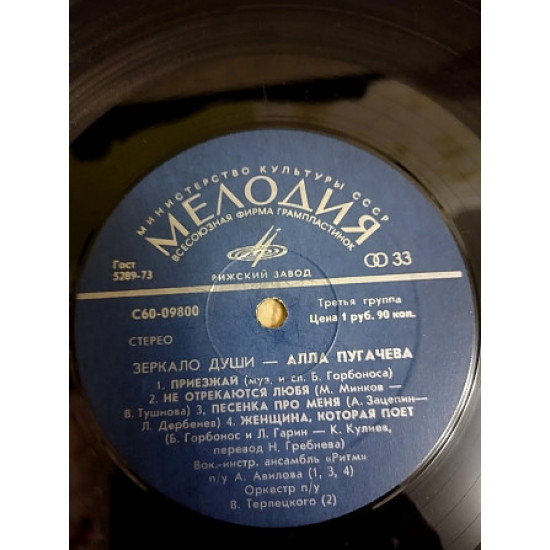 МИНИСТЕРСТВО КУЛЬТУРЫ СССР
МЕЛОДИЯ
ВСЕСОЮЗНАЯ ФИРМА ГРАМПЛАСТИНОК
Гост
5289-73
33
РИЖСКИЙ ЗАВОД
С60-09800
Третья группа
Цена 1 руб. 90 коп.
СТЕРЕО
ЗЕРКАЛО ДУШИ — АЛЛА ПУГАЧЕВА
1. ПРИЕЗЖАЙ (муз. и сл. Б. Горбоноса)
2. НЕ ОТРЕКАЮТСЯ ЛЮБЯ (М. Минков —
В. Тушнова) 3. ПЕСЕНКА ПРО МЕНЯ (А. Зацепин—
Л. Дербенев) 4. ЖЕНЩИНА, КОТОРАЯ ПОЕТ
(Б. Горбонос и Л. Гарин — К. Кулиев,
перевод Н. Гребнева)
Вок.-инстр. ансамбль «Ритм»
п/у А. Авилова (1, 3, 4)
Оркестр п/у
В. Терлецкого (2)